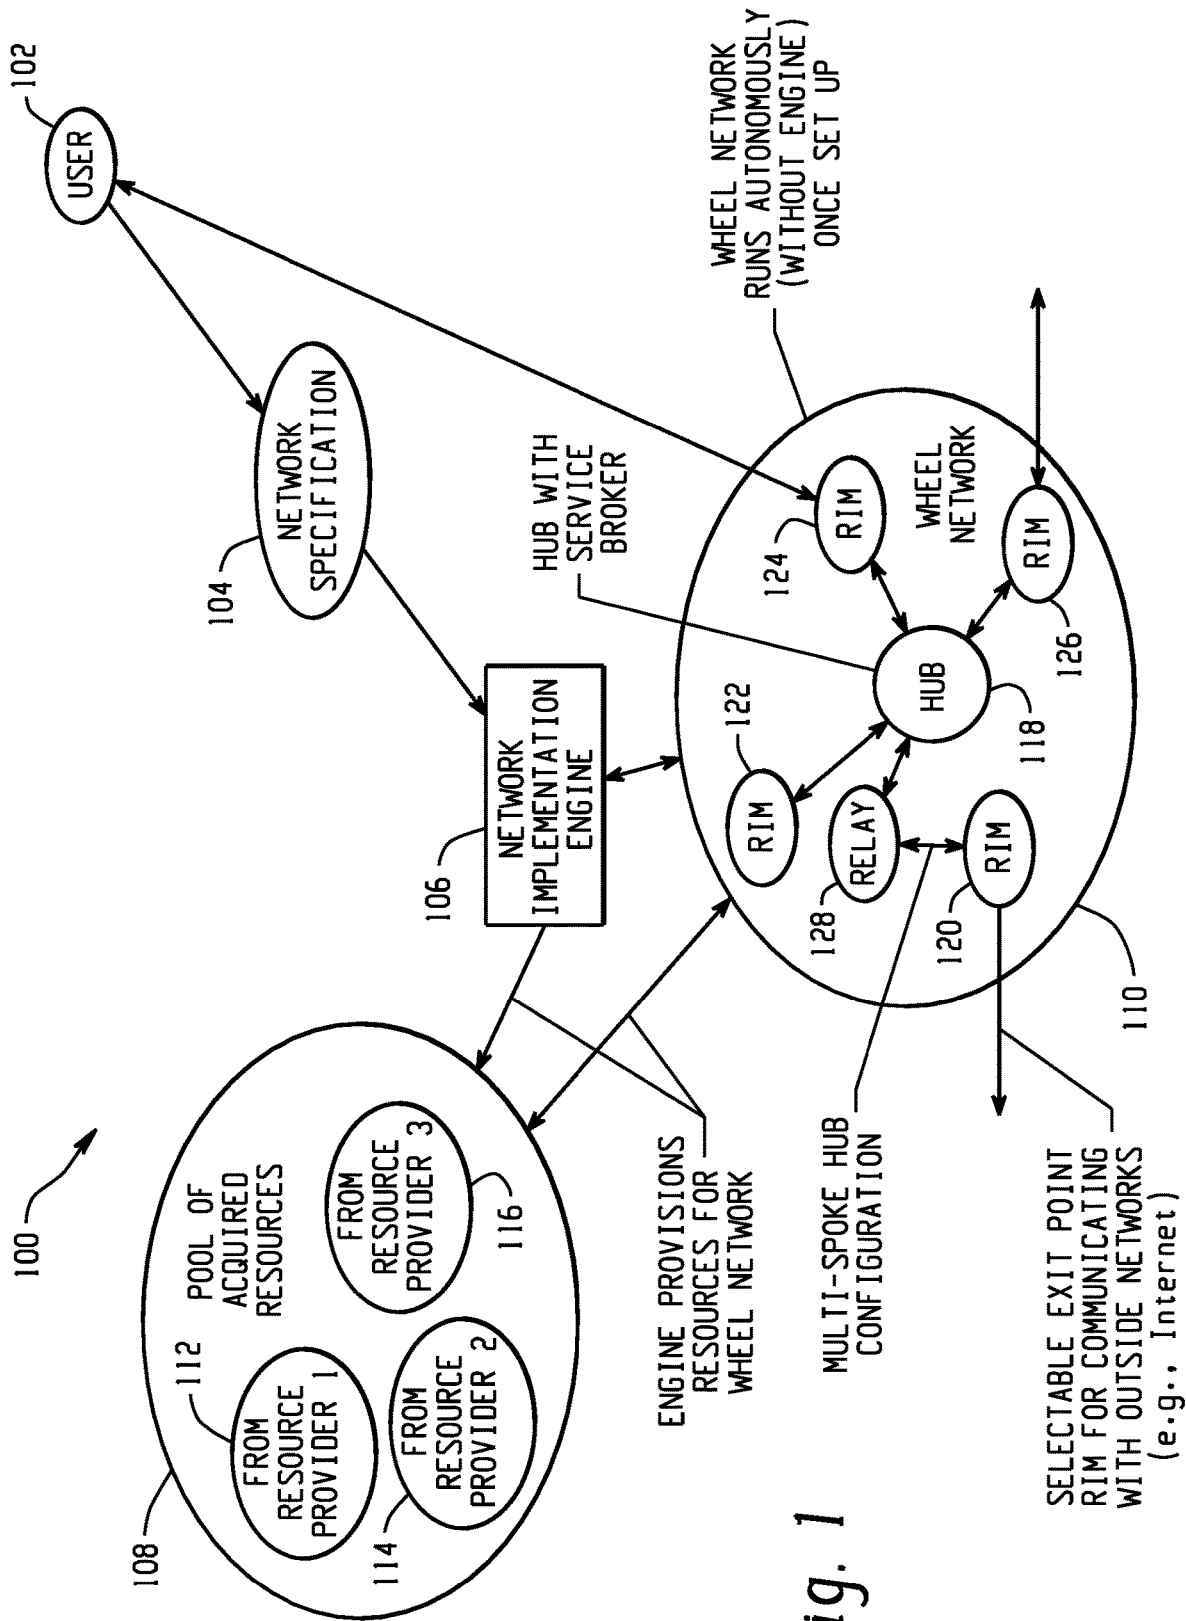 100
108
POOL OF
ACQUIRED
RESOURCES
112
FROM
RESOURCE
PROVIDER 1
114
FROM
RESOURCE
PROVIDER 2
FROM
RESOURCE
PROVIDER 3
116
102
USER
104
NETWORK
SPECIFICATION
106
NETWORK
IMPLEMENTATION
ENGINE
ENGINE PROVISIONS
RESOURCES FOR
WHEEL NETWORK
HUB WITH
SERVICE
BROKER
WHEEL NETWORK
RUNS AUTONOMOUSLY
(WITHOUT ENGINE)
ONCE SET UP
122
RIM
124
RIM
WHEEL
NETWORK
128
RELAY
HUB
118
120
RIM
126
RIM
110
MULTI-SPOKE HUB
CONFIGURATION
SELECTABLE EXIT POINT
RIM FOR COMMUNICATING
WITH OUTSIDE NETWORKS
(e.g., Internet)
ig. 1